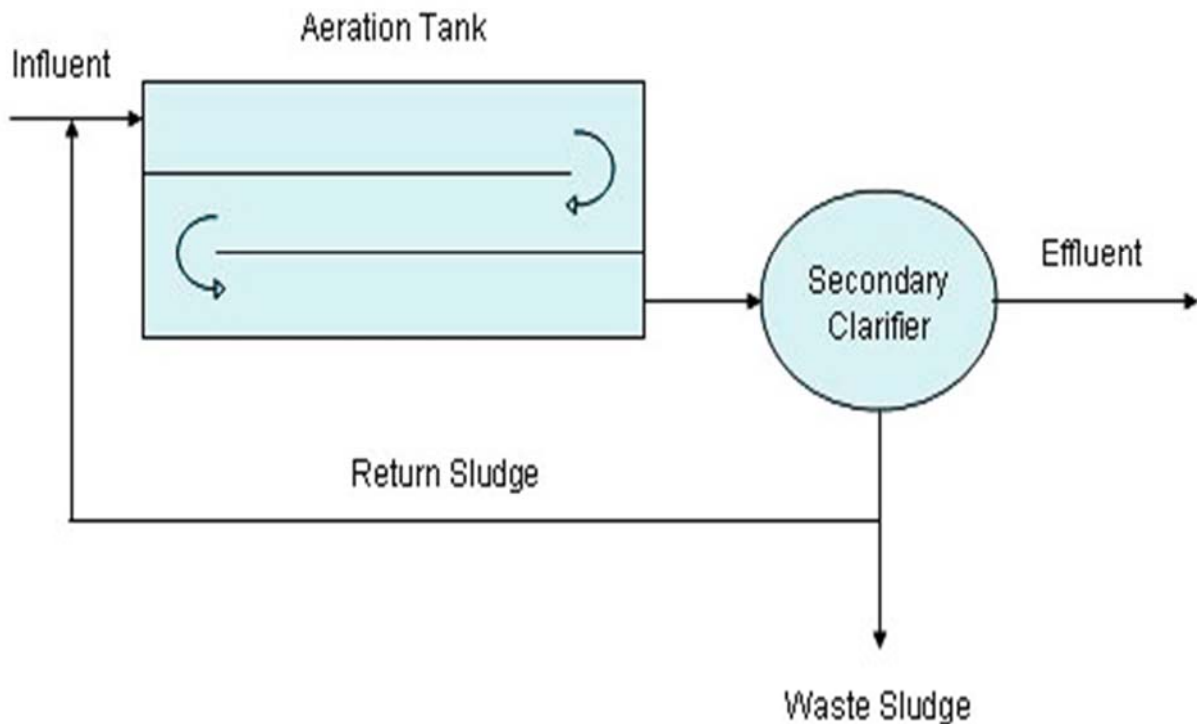 Aeration Tank
Influent
Secondary
Clarifier
Effluent
Return Sludge
Waste Sludge